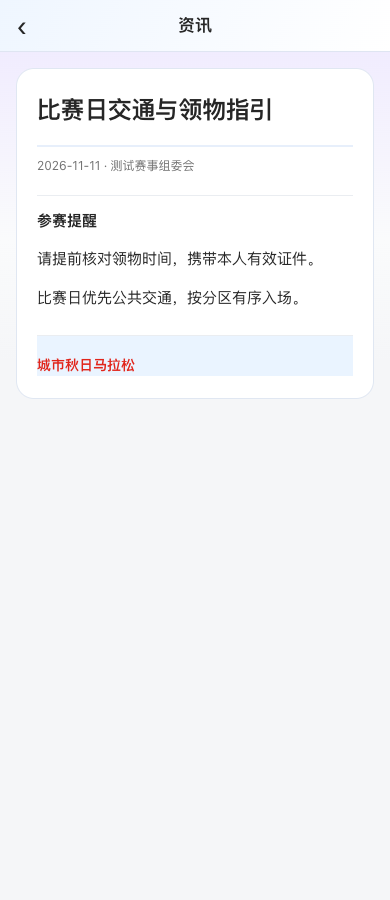 ‹ 资讯
比赛日交通与领物指引
2026-11-11 · 测试赛事组委会
参赛提醒
请提前核对领物时间，携带本人有效证件。
比赛日优先公共交通，按分区有序入场。
城市秋日马拉松